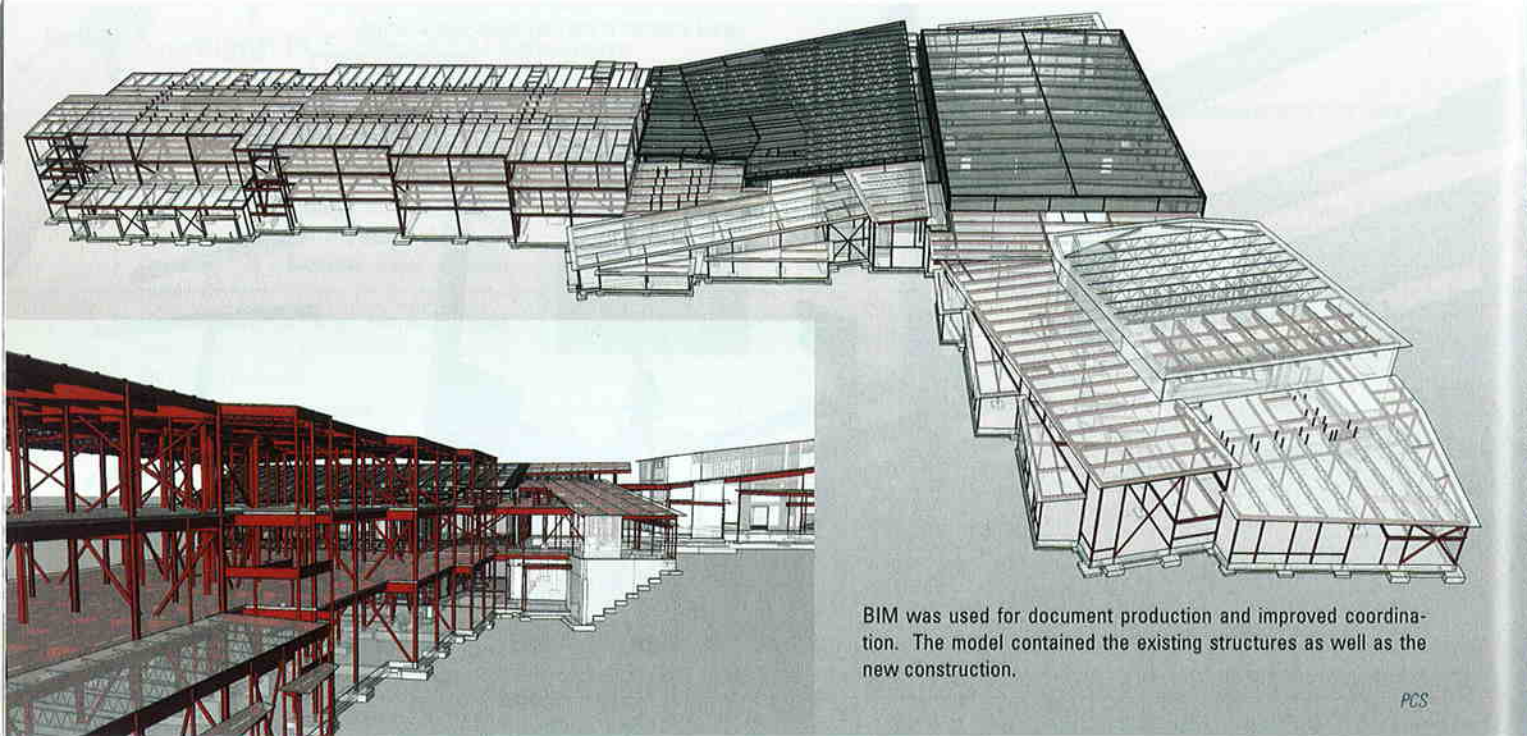 BIM was used for document production and improved coordina-
tion. The model contained the existing structures as well as the
new construction.
PCS